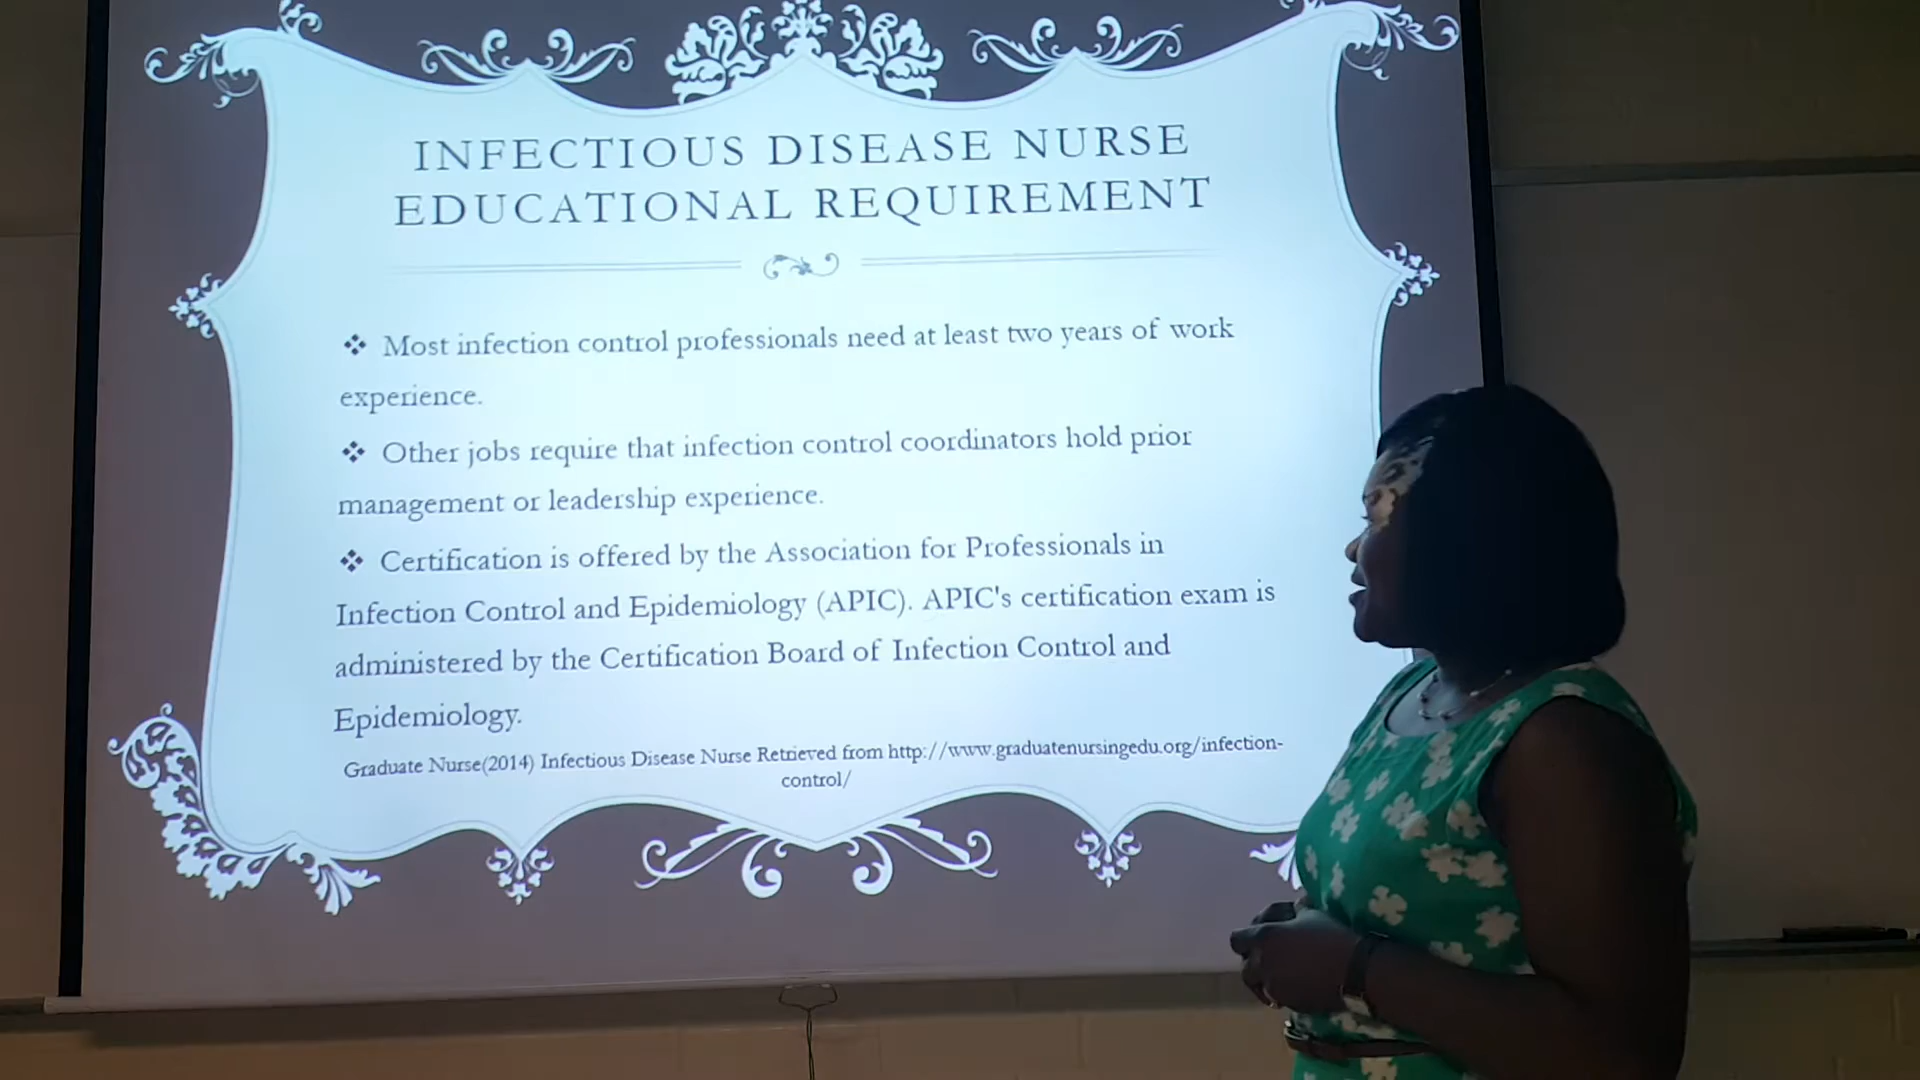 INFECTIOUS DISEASE NURSE
EDUCATIONAL REQUIREMENT
❖ Most infection control professionals need at least two years of work
experience.
❖ Other jobs require that infection control coordinators hold prior
management or leadership experience.
❖ Certification is offered by the Association for Professionals in
Infection Control and Epidemiology (APIC). APIC's certification exam is
administered by the Certification Board of Infection Control and
Epidemiology.
Graduate Nurse(2014) Infectious Disease Nurse Retrieved from http://www.graduatenursingedu.org/infection-
control/